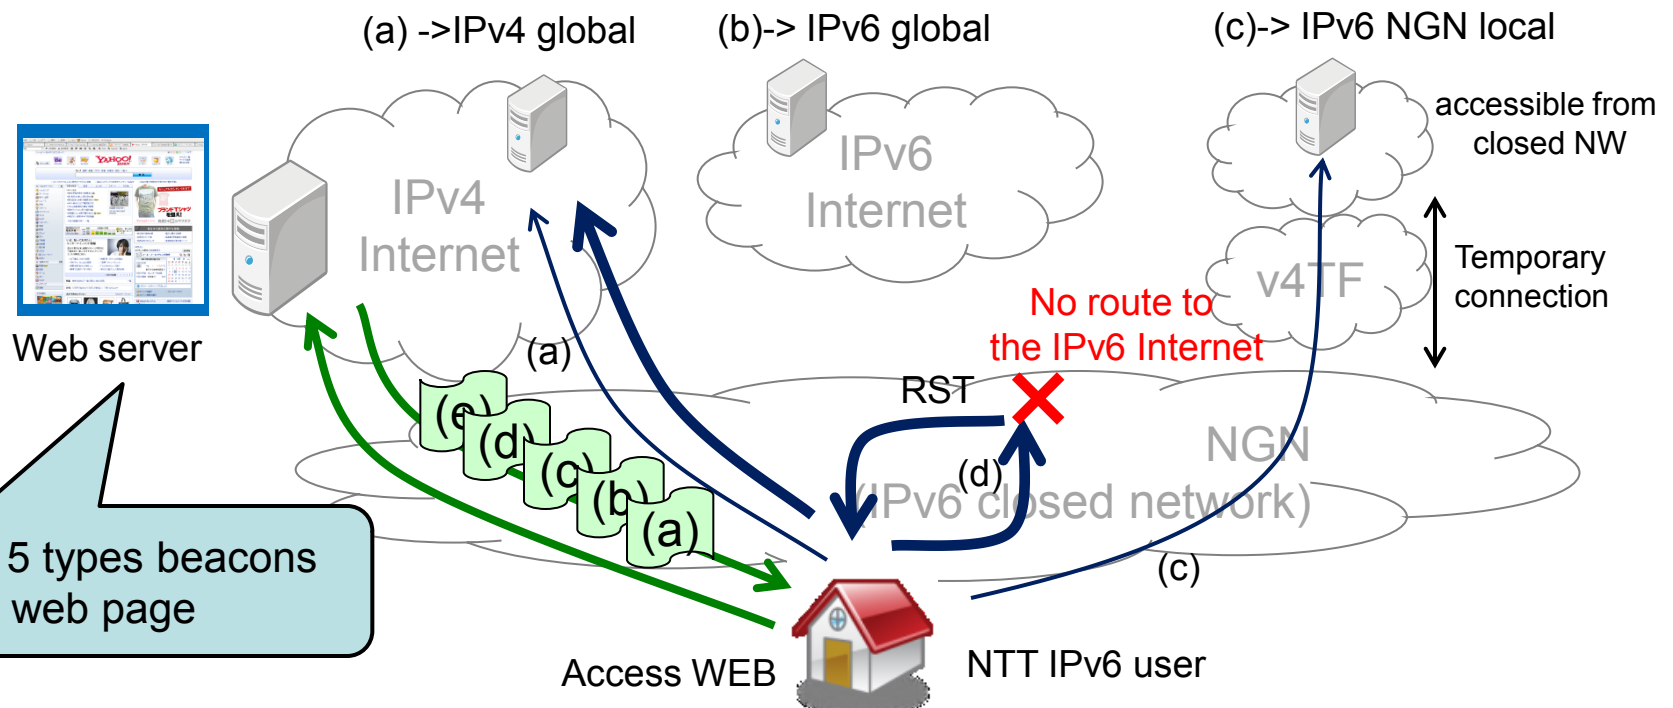 (a) ->IPv4 global
(b)-> IPv6 global
(c)-> IPv6 NGN local
accessible from
closed NW
YAHOO!
IPv4
Internet
IPv6
Internet
v4TF
Temporary
connection
No route to
the IPv6 Internet
Web server
(a)
RST
(e)
(d)
(c)
(b)
(a)
(d)
NGN
(IPv6 closed network)
(c)
5 types beacons
web page
Access WEB
NTT IPv6 user